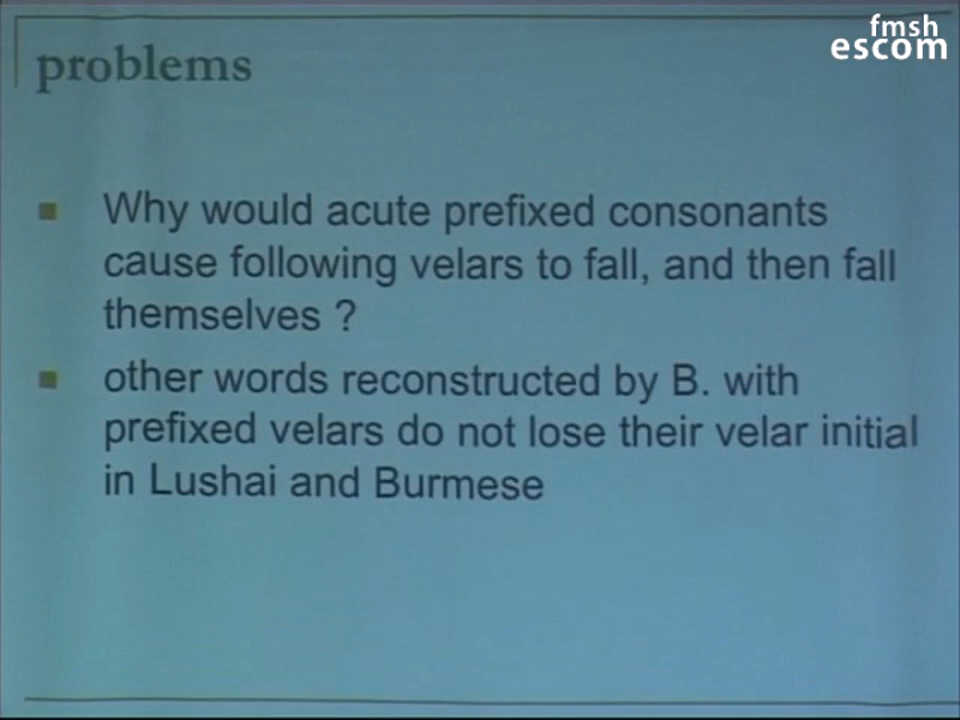 fmsh
escom
problems
Why would acute prefixed consonants
cause following velars to fall, and then fall
themselves ?
other words reconstructed by B. with
prefixed velars do not lose their velar initial
in Lushai and Burmese